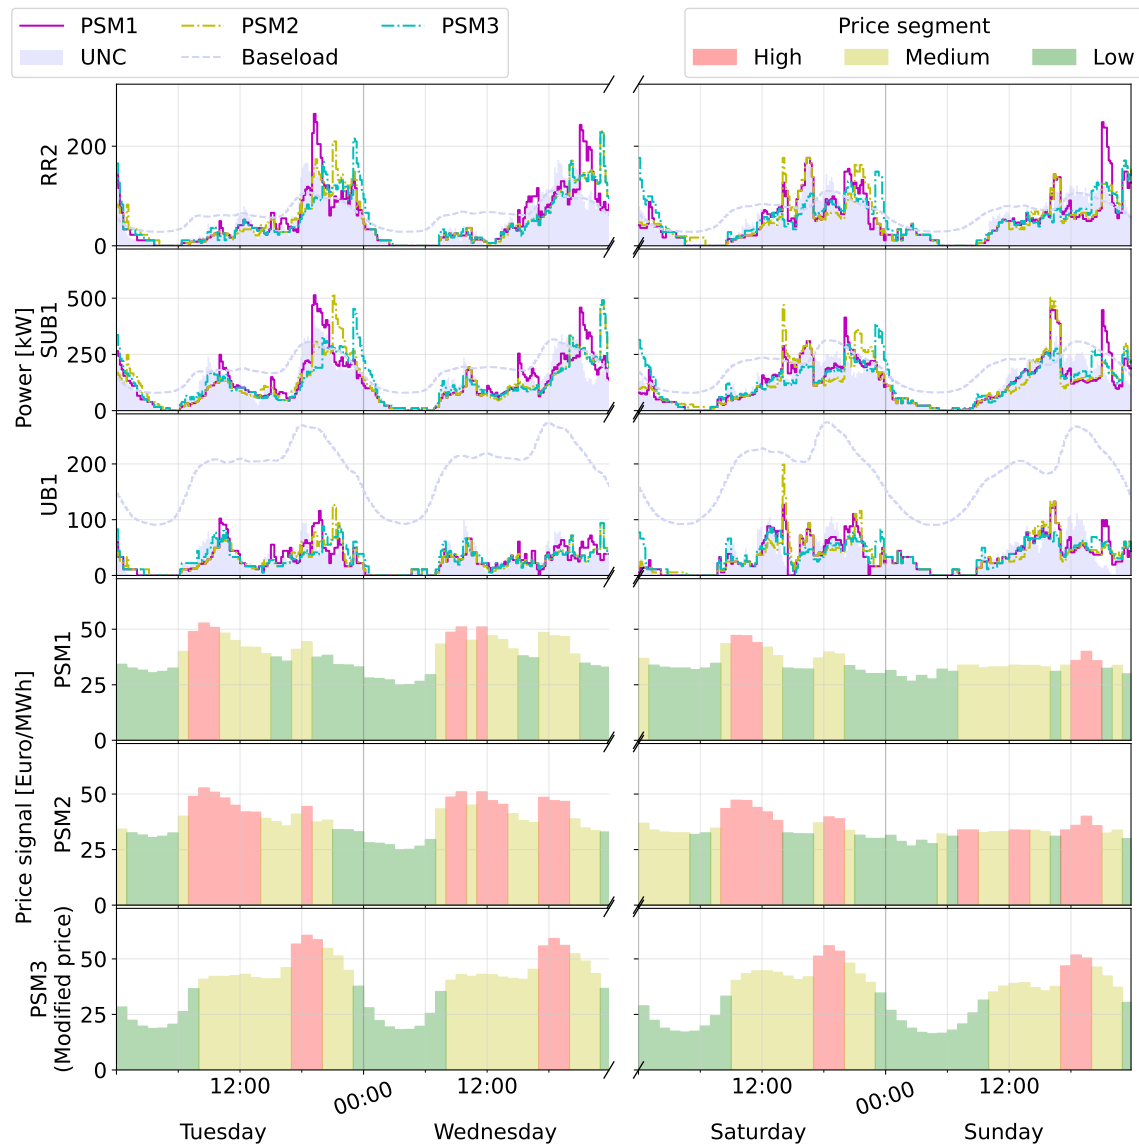 PSM1 PSM2 PSM3
UNC Baseload
Price segment
High Medium Low
RR2
200
0
Power [kW]
SUB1
500
250
0
UB1
200
100
0
Price signal [Euro/MWh]
PSM1
50
25
0
PSM2
50
25
0
PSM3
(Modified price)
50
25
0
12:00 00:00 12:00 12:00 00:00 12:00
Tuesday Wednesday Saturday Sunday